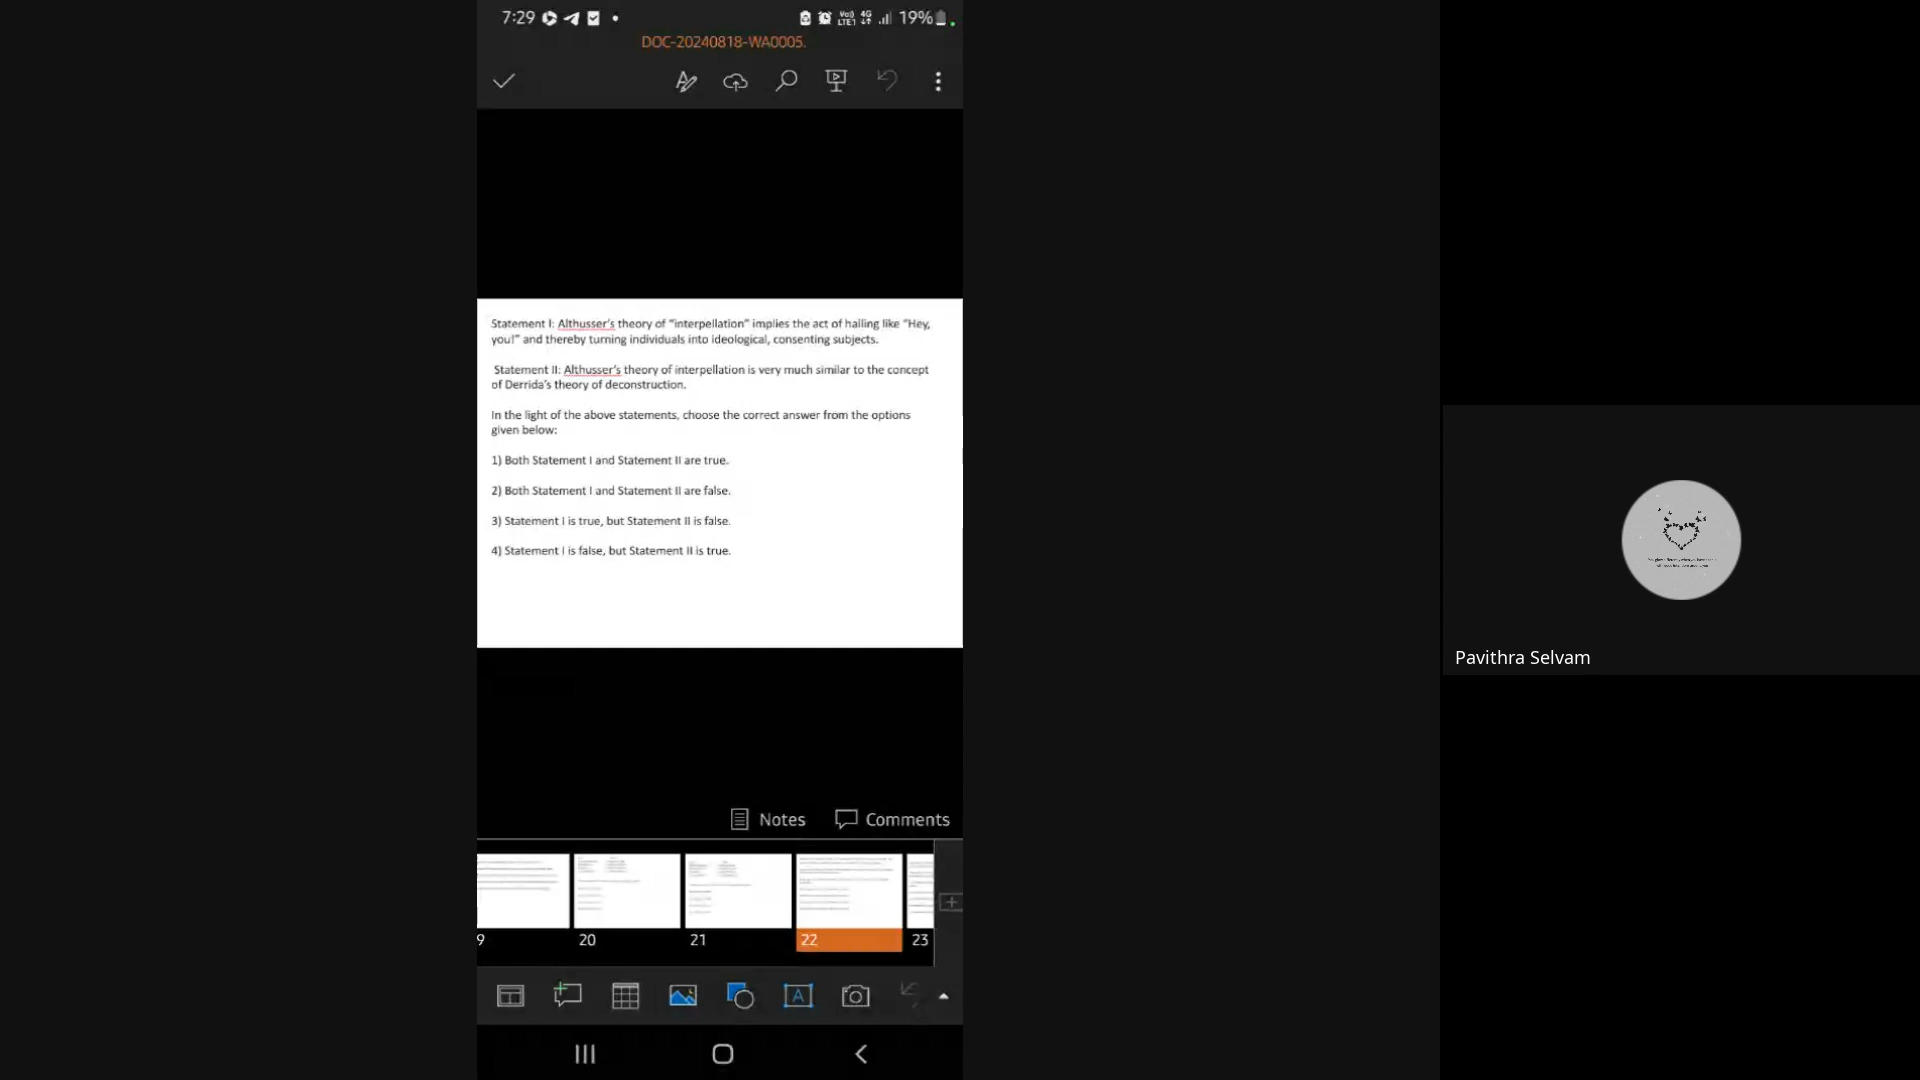 7:29
Vo) LTE1 4G 19%
DOC-20240818-WA0005.
Statement I: Althusser's theory of "interpellation" implies the act of hailing like "Hey,
you!" and thereby turning individuals into ideological, consenting subjects.
Statement II: Althusser's theory of interpellation is very much similar to the concept
of Derrida's theory of deconstruction.
In the light of the above statements, choose the correct answer from the options
given below:
1) Both Statement I and Statement II are true.
2) Both Statement I and Statement II are false.
3) Statement I is true, but Statement II is false.
4) Statement I is false, but Statement II is true.
Pavithra Selvam
Notes Comments
9 20 21 22 23